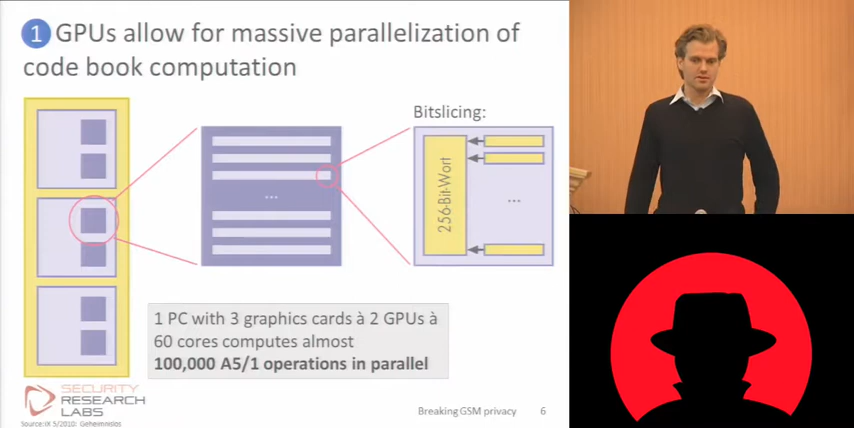 1 GPUs allow for massive parallelization of
code book computation
Bitslicing:
...
256-Bit-Wort
...
1 PC with 3 graphics cards à 2 GPUs à
60 cores computes almost
100,000 A5/1 operations in parallel
SECURITY
RESEARCH
LABS
Source:iX 5/2010: Geheimnislos
Breaking GSM privacy 6